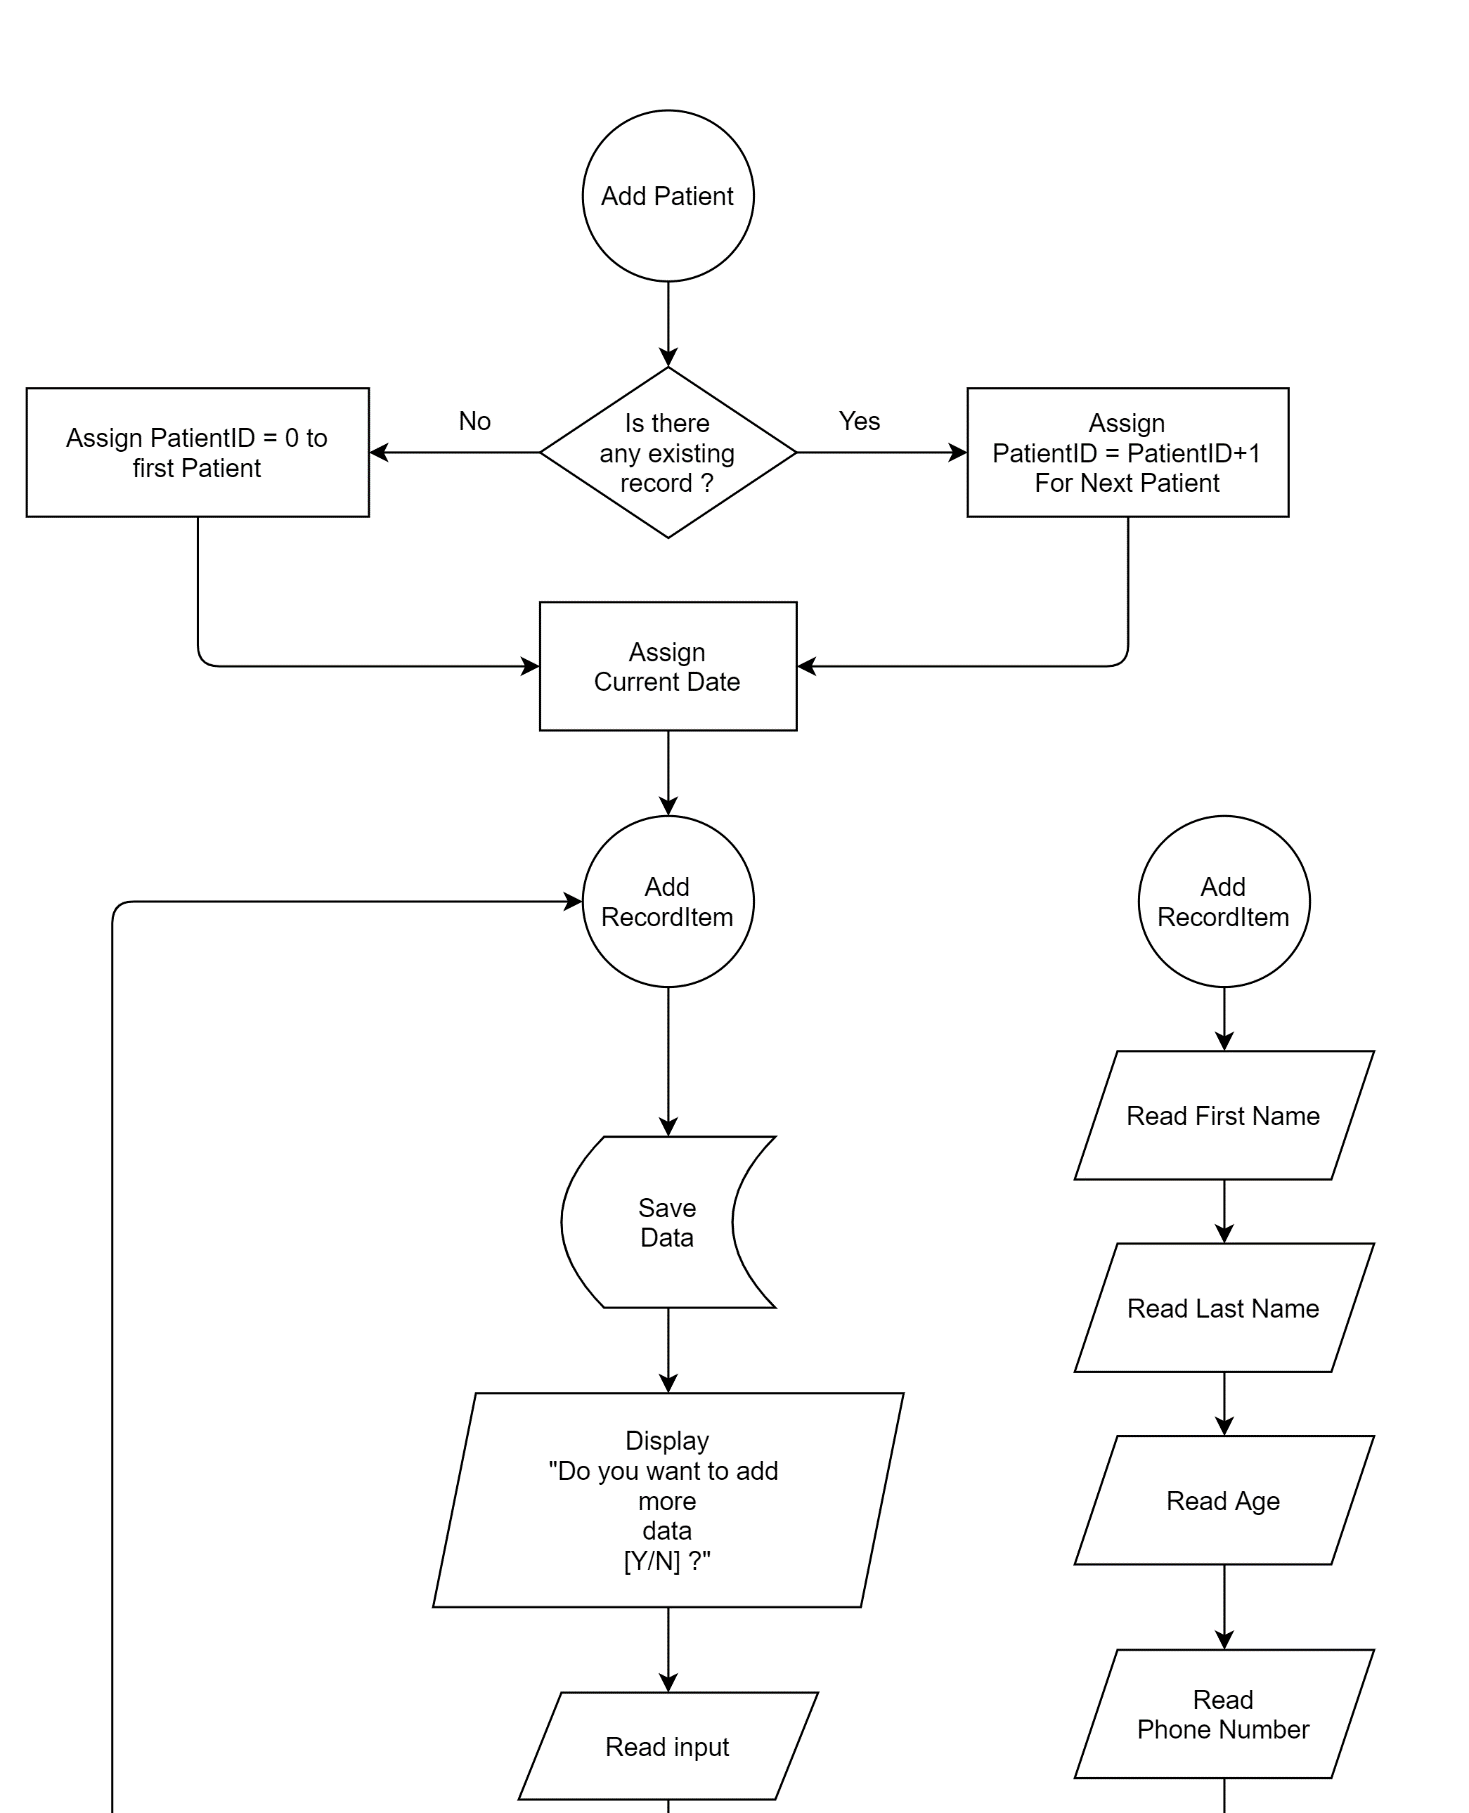 Add Patient
No
Is there
any existing
record ?
Yes
Assign PatientID = 0 to
first Patient
Assign
PatientID = PatientID+1
For Next Patient
Assign
Current Date
Add
RecordItem
Save
Data
Display
"Do you want to add
more
data
[Y/N] ?"
Read input
Add
RecordItem
Read First Name
Read Last Name
Read Age
Read
Phone Number